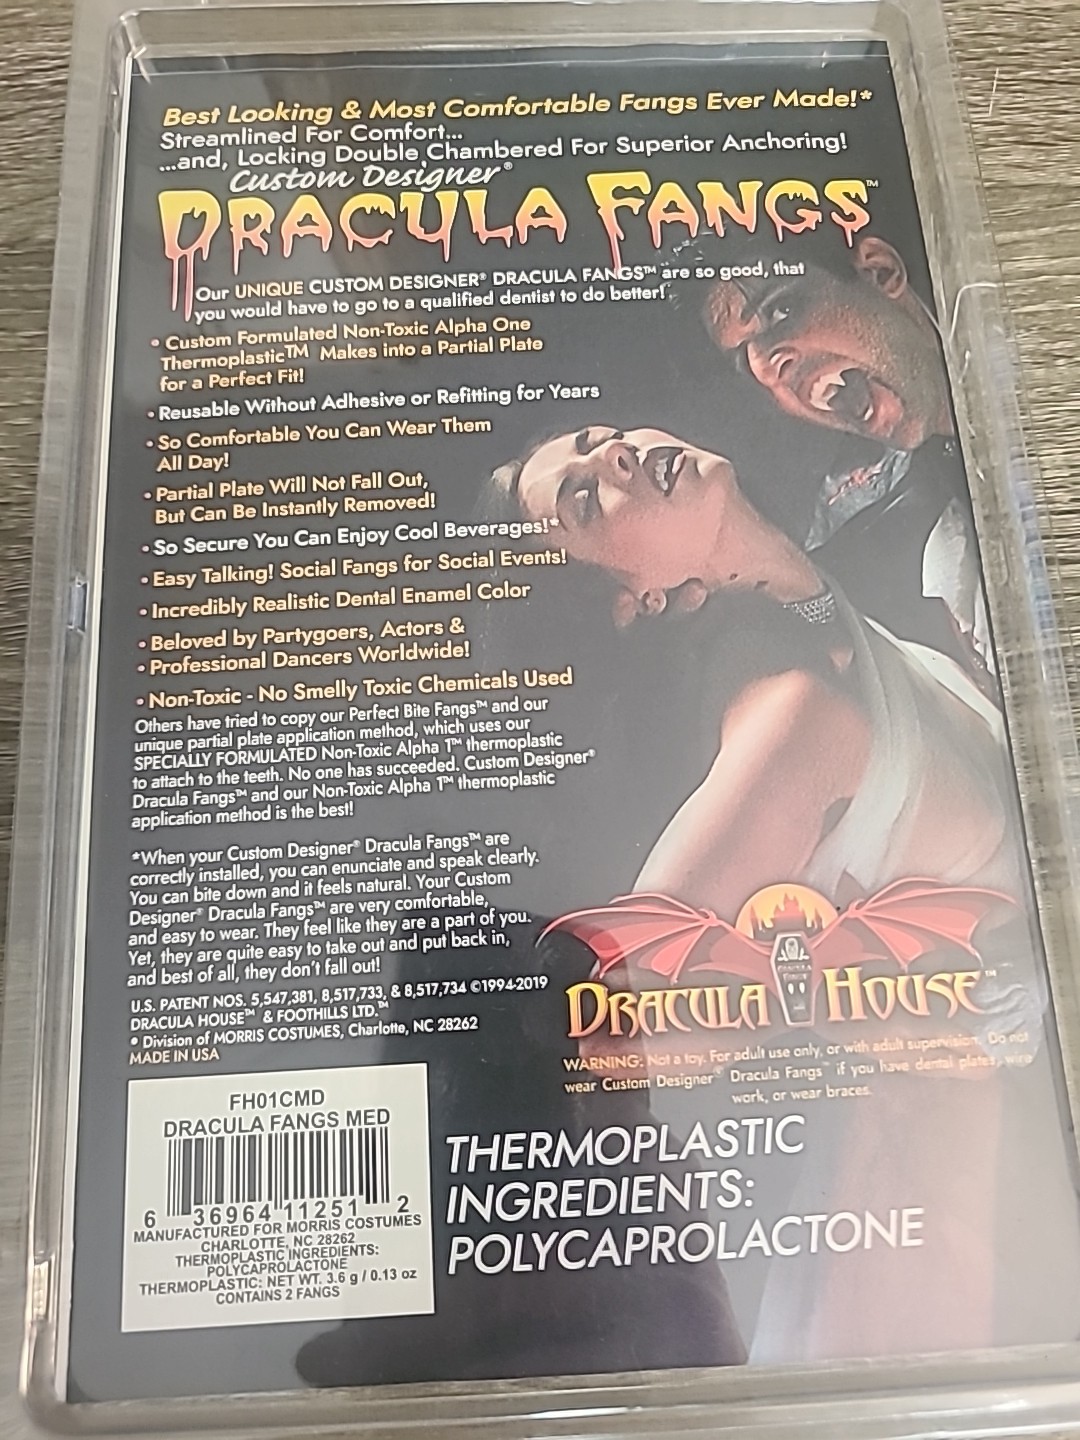 Best Looking & Most Comfortable Fangs Ever Made!*
Streamlined For Comfort...
...and, Locking Double Chambered For Superior Anchoring!
Custom Designer®
DRACULA FANGS™
Our UNIQUE CUSTOM DESIGNER® DRACULA FANGS™ are so good, that
you would have to go to a qualified dentist to do better!
• Custom Formulated Non-Toxic Alpha One
Thermoplastic™ Makes into a Partial Plate
for a Perfect Fit!
• Reusable Without Adhesive or Refitting for Years
• So Comfortable You Can Wear Them
All Day!
• Partial Plate Will Not Fall Out,
But Can Be Instantly Removed!
• So Secure You Can Enjoy Cool Beverages!*
• Easy Talking! Social Fangs for Social Events!
• Incredibly Realistic Dental Enamel Color
• Beloved by Partygoers, Actors &
• Professional Dancers Worldwide!
• Non-Toxic - No Smelly Toxic Chemicals Used
Others have tried to copy our Perfect Bite Fangs™ and our
unique partial plate application method, which uses our
SPECIALLY FORMULATED Non-Toxic Alpha 1™ thermoplastic
to attach to the teeth. No one has succeeded. Custom Designer®
Dracula Fangs™ and our Non-Toxic Alpha 1™ thermoplastic
application method is the best!
*When your Custom Designer® Dracula Fangs™ are
correctly installed, you can enunciate and speak clearly.
You can bite down and it feels natural. Your Custom
Designer® Dracula Fangs™ are very comfortable,
and easy to wear. They feel like they are a part of you.
Yet, they are quite easy to take out and put back in,
and best of all, they don't fall out!
U.S. PATENT NOS. 5,547,381, 8,517,733, & 8,517,734 ©1994-2019
DRACULA HOUSE™ & FOOTHILLS LTD.™
• Division of MORRIS COSTUMES, Charlotte, NC 28262
MADE IN USA
DRACULA HOUSE™
WARNING: Not a toy. For adult use only, or with adult supervision. Do not
wear Custom Designer® Dracula Fangs™ if you have dental plates, wire
work, or wear braces.
FH01CMD
DRACULA FANGS MED
6 36964 11251 2
MANUFACTURED FOR MORRIS COSTUMES
CHARLOTTE, NC 28262
THERMOPLASTIC INGREDIENTS:
POLYCAPROLACTONE
THERMOPLASTIC: NET WT. 3.6 g / 0.13 oz
CONTAINS 2 FANGS
THERMOPLASTIC
INGREDIENTS:
POLYCAPROLACTONE